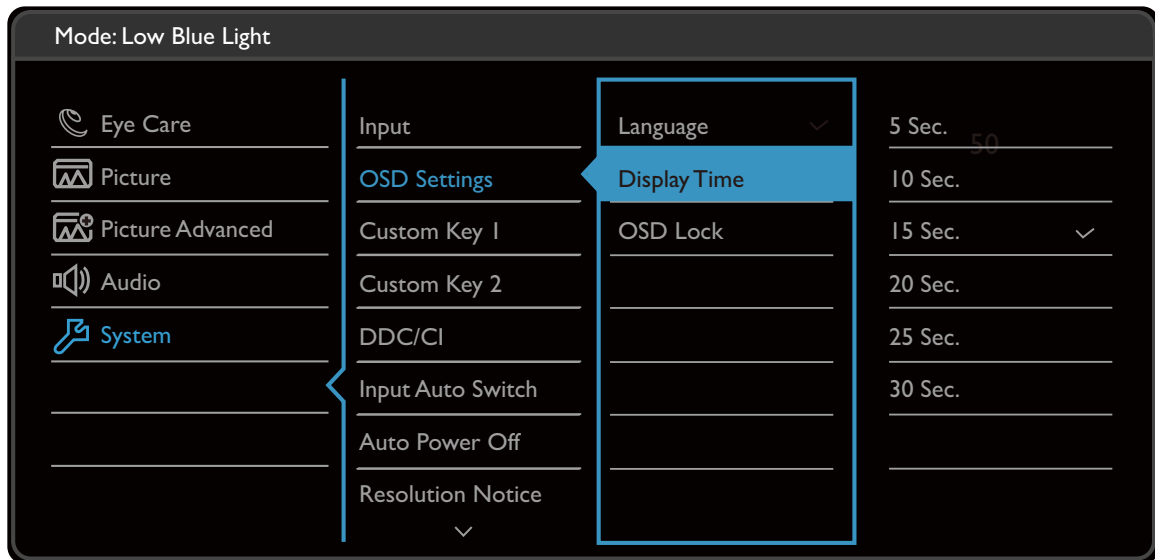 Mode: Low Blue Light
Eye Care
Picture
Picture Advanced
Audio
System
Input
OSD Settings
Custom Key 1
Custom Key 2
DDC/CI
Input Auto Switch
Auto Power Off
Resolution Notice
Language
Display Time
OSD Lock
5 Sec.
50
10 Sec.
15 Sec.
20 Sec.
25 Sec.
30 Sec.